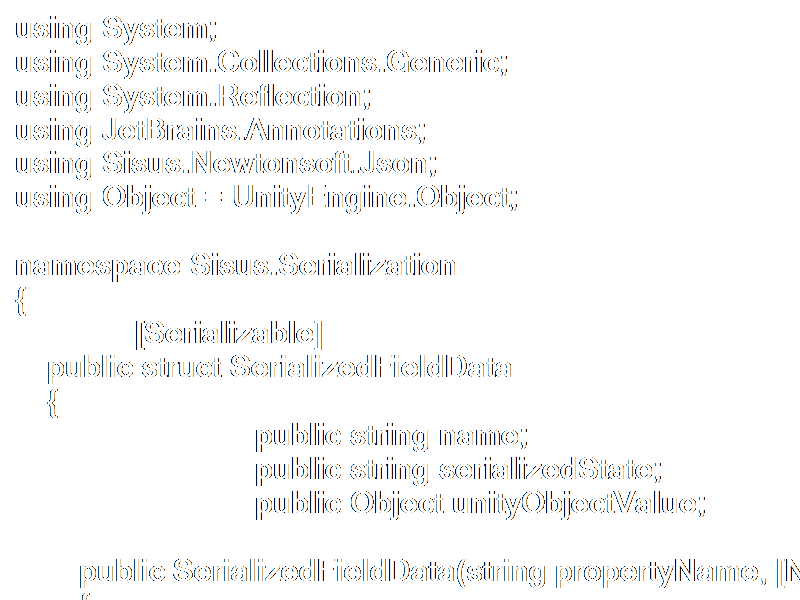 using System;
using System.Collections.Generic;
using System.Reflection;
using JetBrains.Annotations;
using Sisus.Newtonsoft.Json;
using Object = UnityEngine.Object;
namespace Sisus.Serialization
{
[Serializable]
public struct SerializedFieldData
{
public string name;
public string serializedState;
public Object unityObjectValue;
public SerializedFieldData(string propertyName, [N
{